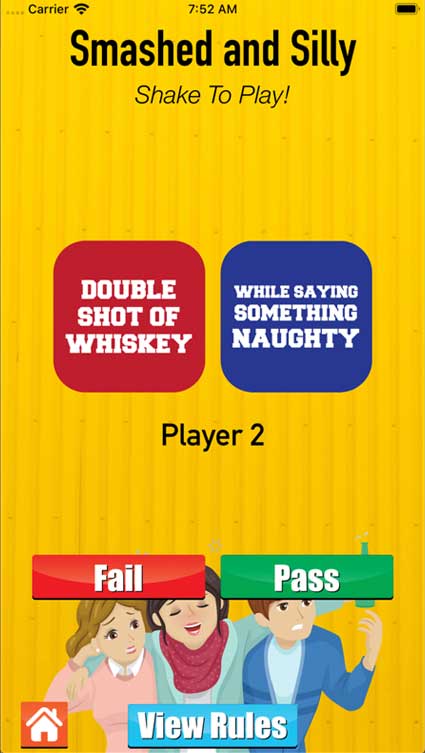 Carrier 7:52 AM
Smashed and Silly
Shake To Play!
DOUBLE
SHOT OF
WHISKEY
WHILE SAYING
SOMETHING
NAUGHTY
Player 2
Fail
Pass
View Rules